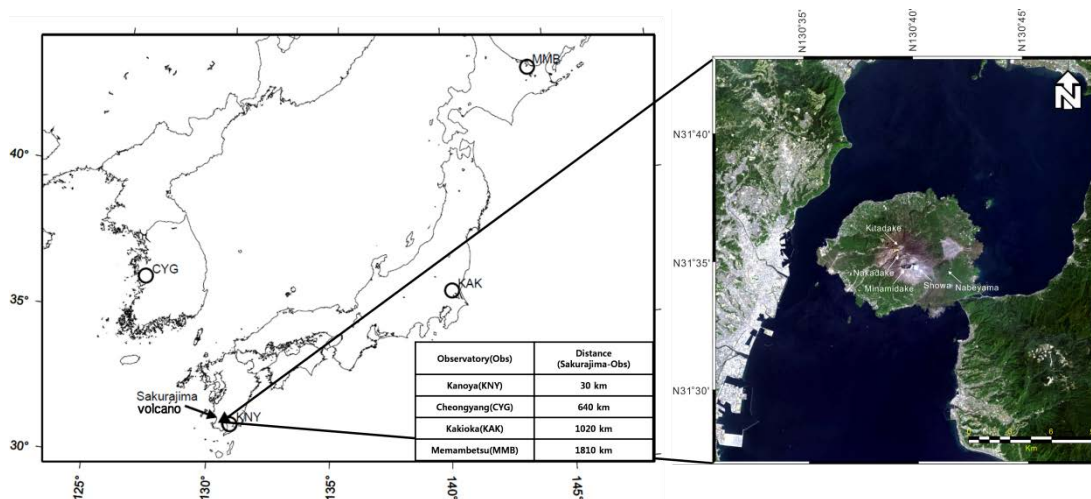 MMB
40°
CYG
KAK
35°
Sakurajima
volcano
KNY
30°
125°
130°
135°
140°
145°
Observatory(Obs)
Distance
(Sakurajima-Obs)
Kanoya(KNY)
30 km
Cheongyang(CYG)
640 km
Kakioka(KAK)
1020 km
Memambetsu(MMB)
1810 km
N130°35'
N130°40'
N130°45'
N
N31°40'
N31°35'
N31°30'
Kitadake
Nakadake
Minamidake
Showa
Nabeyama
6
Km